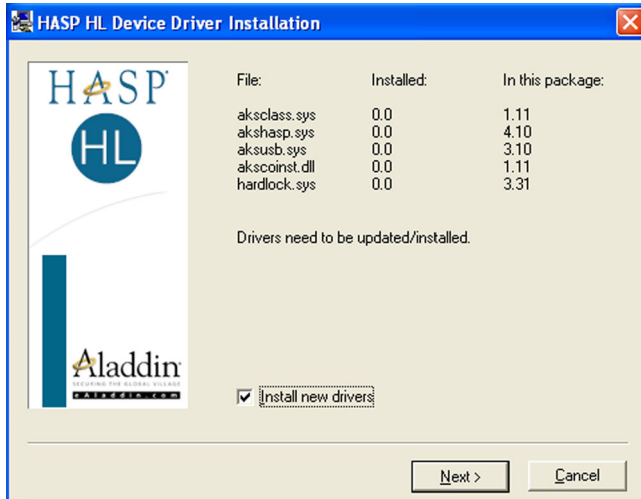 HASP HL Device Driver Installation
HASP
HL
Aladdin
SECURING THE GLOBAL VILLAGE
eAladdin.com
File: Installed: In this package:
aksclass.sys 0.0 1.11
akshasp.sys 0.0 4.10
aksusb.sys 0.0 3.10
akscoinst.dll 0.0 1.11
hardlock.sys 0.0 3.31
Drivers need to be updated/installed.
Install new drivers
Next > Cancel